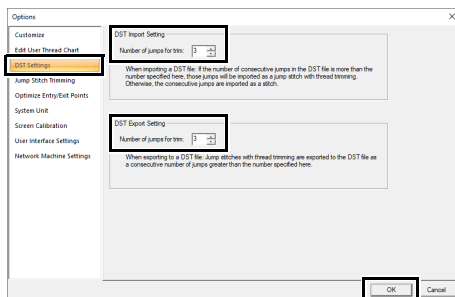 Options
Customize
Edit User Thread Chart
DST Settings
Jump Stitch Trimming
Optimize Entry/Exit Points
System Unit
Screen Calibration
User Interface Settings
Network Machine Settings
DST Import Setting
Number of jumps for trim: 3
When importing a DST file: If the number of consecutive jumps in the DST file is more than the
number specified here, those jumps will be imported as a jump stitch with thread trimming.
Otherwise, the consecutive jumps are imported as a stitch.
DST Export Setting
Number of jumps for trim: 3
When exporting to a DST file: Jump stitches with thread trimming are exported to the DST file as
a consecutive number of jumps greater than the number specified here.
OK Cancel